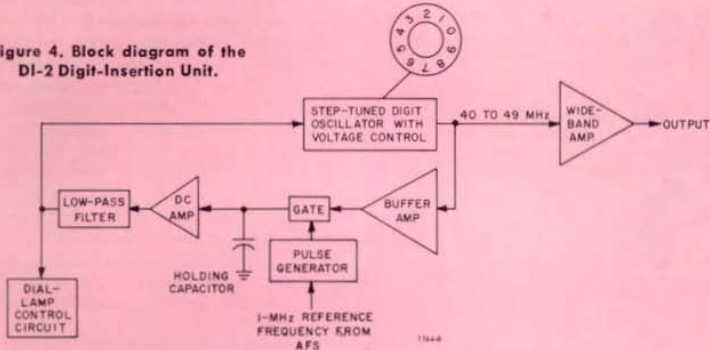 igure 4. Block diagram of the
DI-2 Digit-Insertion Unit.
4 3 2 1 0 9 8 7 6 5
STEP-TUNED DIGIT
OSCILLATOR WITH
VOLTAGE CONTROL
40 TO 49 MHz
WIDE-
BAND
AMP.
OUTPUT
LOW-PASS
FILTER
DC
AMP
GATE
BUFFER
AMP
PULSE
GENERATOR
HOLDING
CAPACITOR
DIAL-
LAMP
CONTROL
CIRCUIT
1-MHz REFERENCE
FREQUENCY FROM
AFS